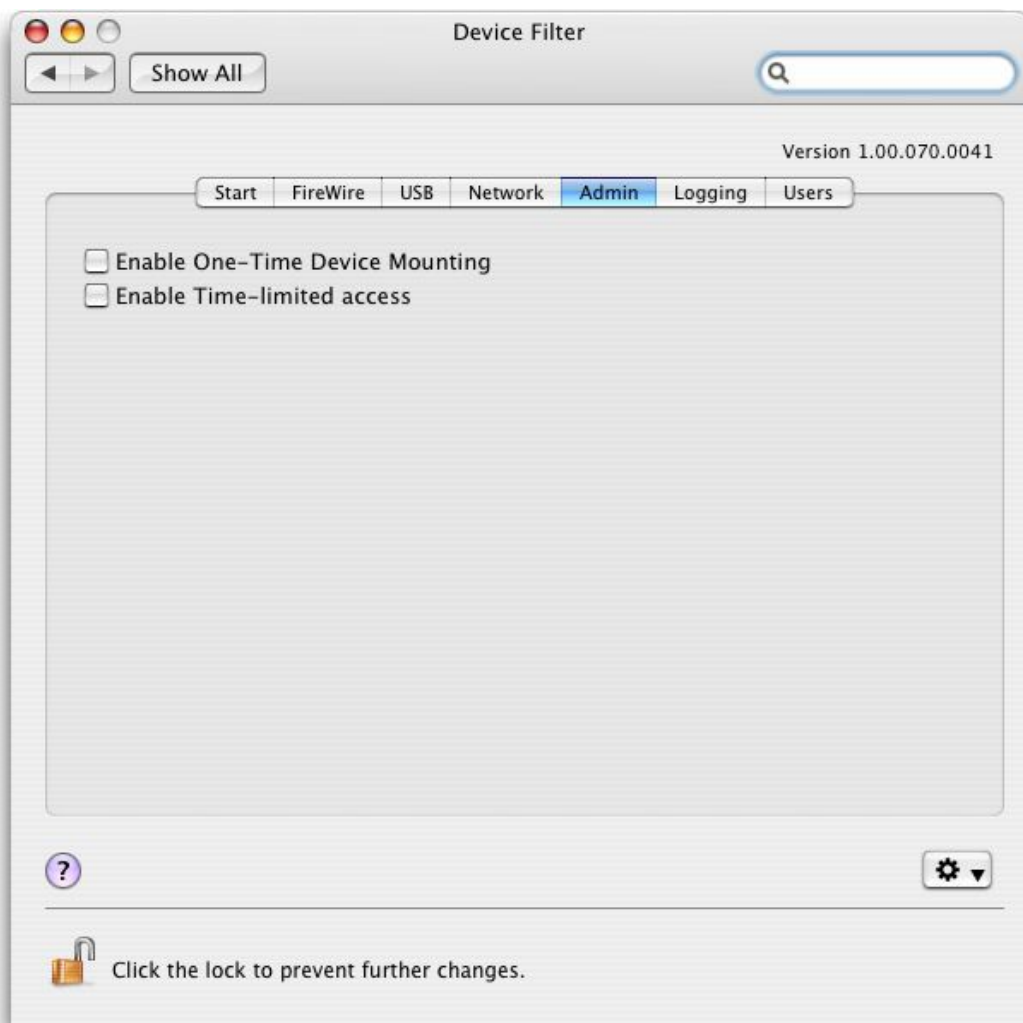 Device Filter
Show All
Version 1.00.070.0041
Start FireWire USB Network Admin Logging Users
Enable One-Time Device Mounting
Enable Time-limited access
?
Click the lock to prevent further changes.